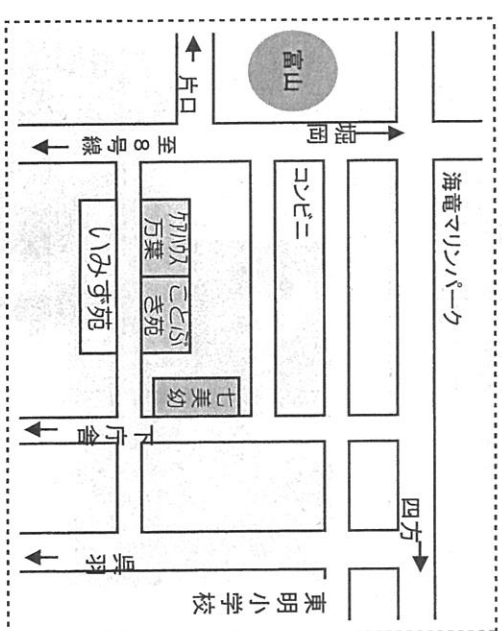 海竜マリンパーク
四方
堀岡
富山
片口
至8号線
コンビニ
ケアハウス
万葉
ことぶ
き苑
いみず苑
七美幼
下庁舎
呉羽
東明小学校